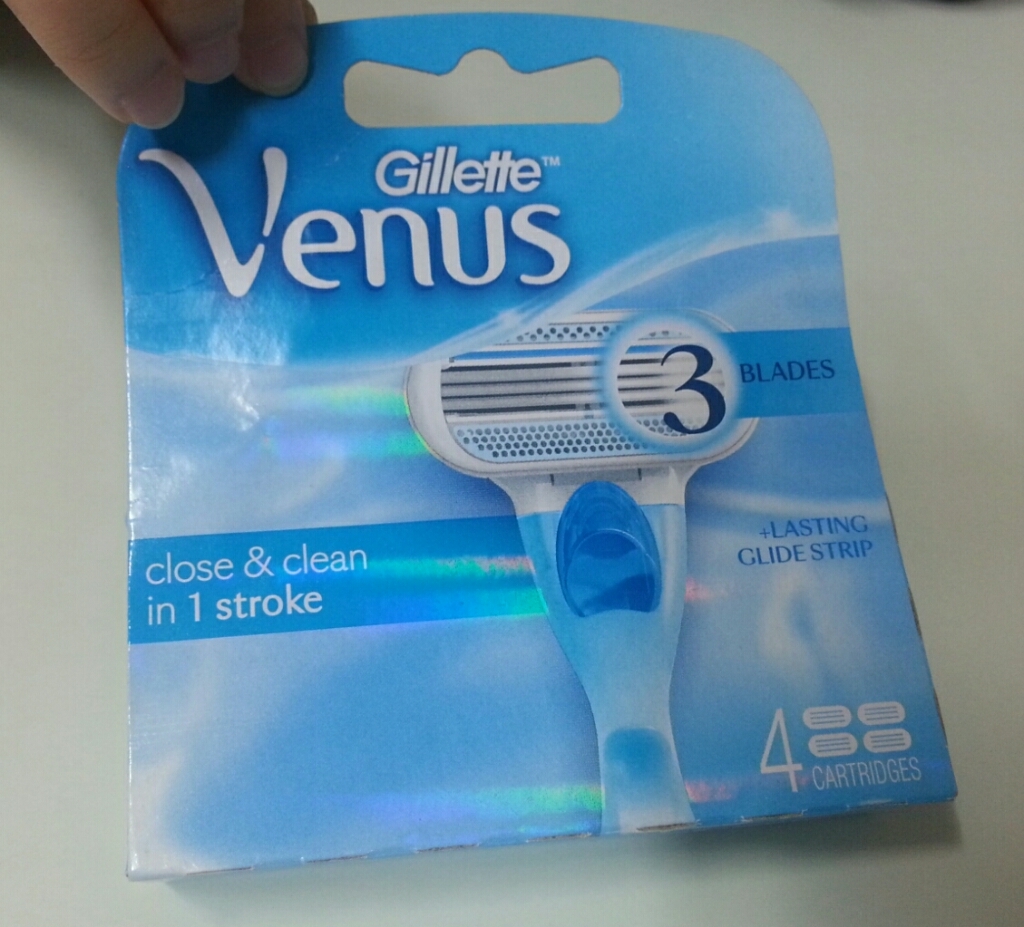 Gillette™
Venus
3 BLADES
+LASTING
GLIDE STRIP
close & clean
in 1 stroke
4 CARTRIDGES